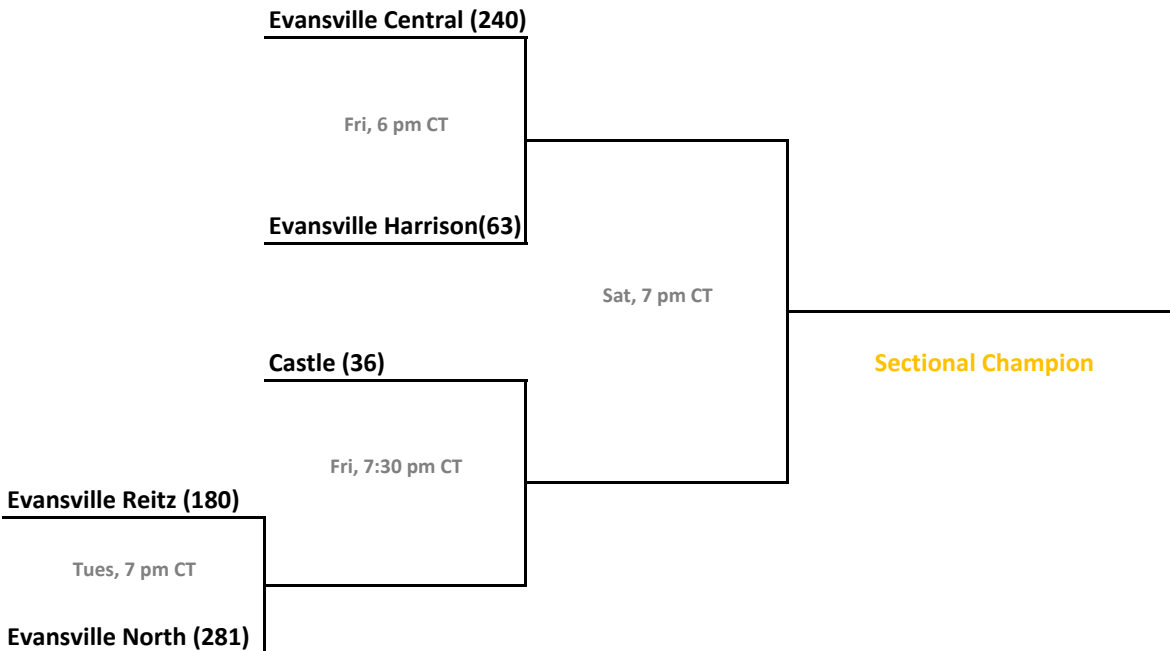 Evansville Central (240)
Fri, 6 pm CT
Evansville Harrison(63)
Sat, 7 pm CT
Castle (36)
Sectional Champion
Fri, 7:30 pm CT
Evansville Reitz (180)
Tues, 7 pm CT
Evansville North (281)